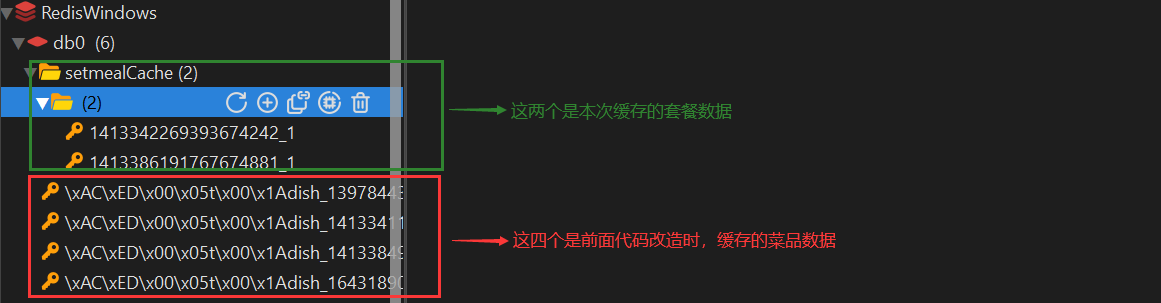 RedisWindows
db0 (6)
setmealCache (2)
(2)
1413342269393674242_1
1413386191767674881_1
这两个是本次缓存的套餐数据
\xAC\xED\x00\x05t\x00\x1Adish_13978443
\xAC\xED\x00\x05t\x00\x1Adish_14133411
\xAC\xED\x00\x05t\x00\x1Adish_14133849
\xAC\xED\x00\x05t\x00\x1Adish_16431890
这四个是前面代码改造时，缓存的菜品数据